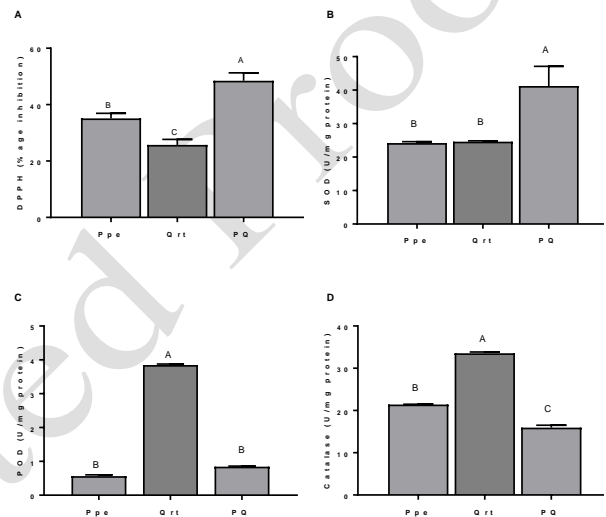 A
DPPH (% age inhibition)
60
40
20
0
B
C
A
Ppe
Qrt
PQ
B
SOD (U/mg protein)
50
40
30
20
10
0
B
B
A
Ppe
Qrt
PQ
C
POD (U/mg protein)
5
4
3
2
1
0
B
A
B
Ppe
Qrt
PQ
D
Catalase (U/mg protein)
40
30
20
10
0
B
A
C
Ppe
Qrt
PQ
ted Proo